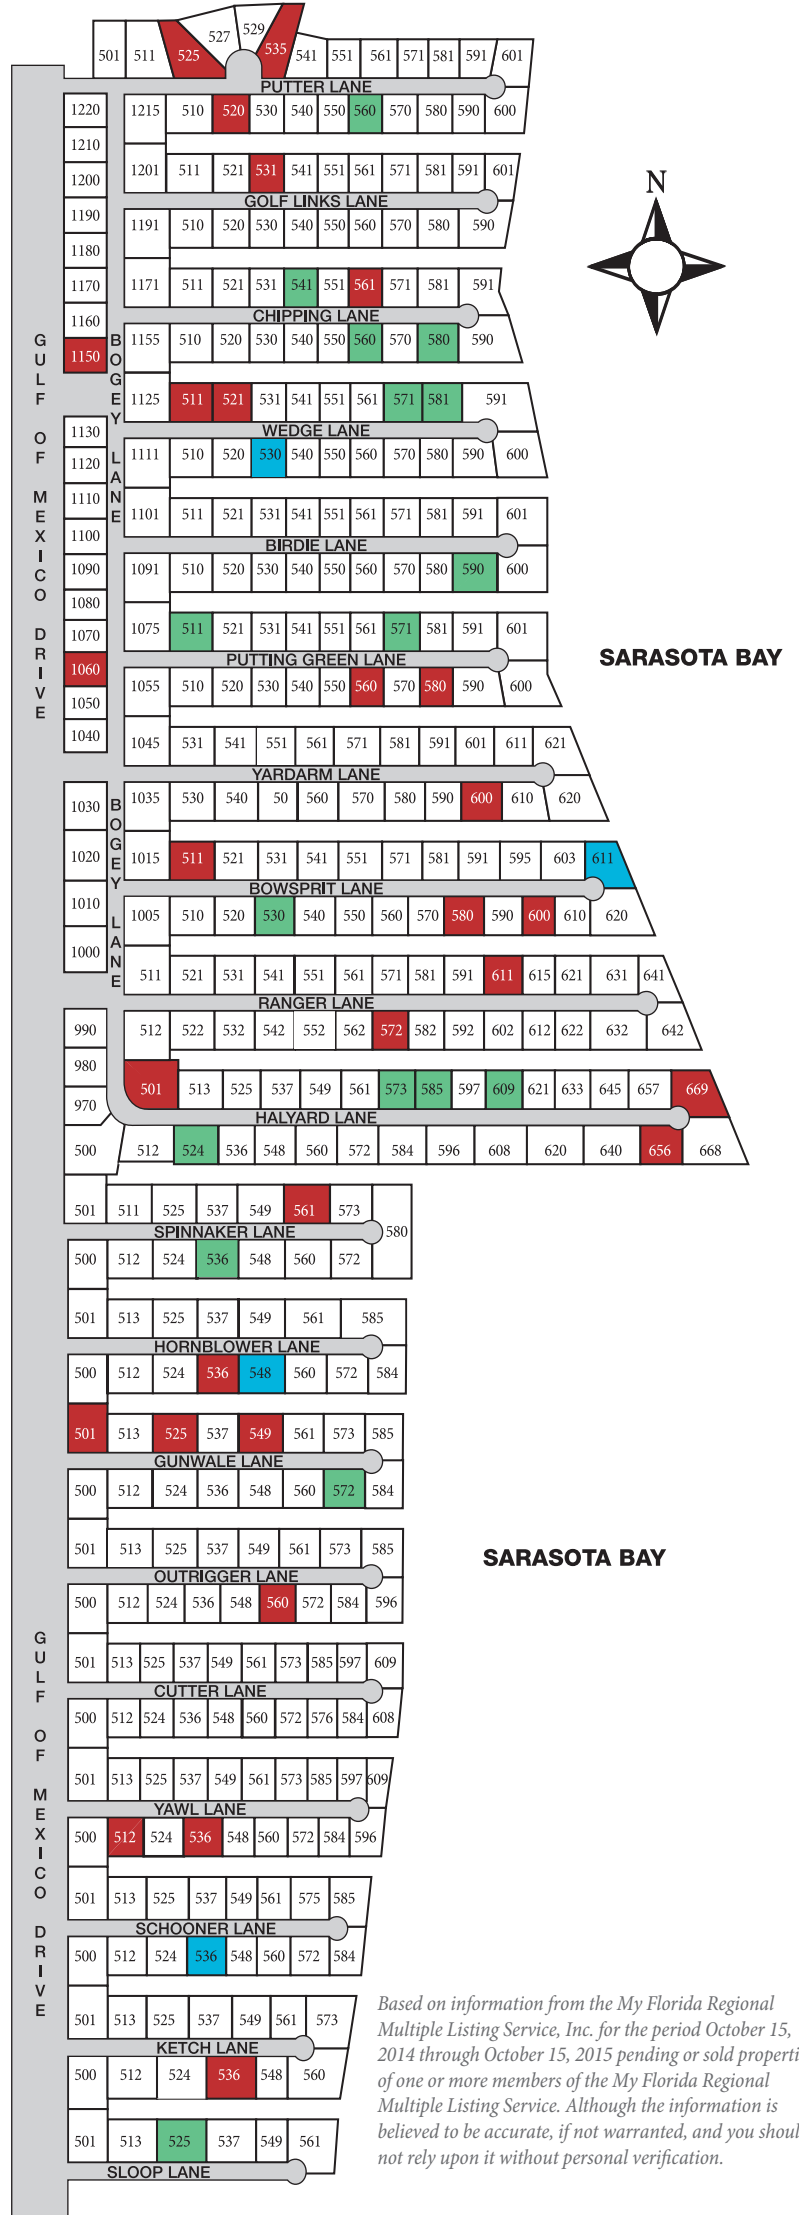 501 511 525 527 529 535 541 551 561 571 581 591 601
PUTTER LANE
1220 1215 510 520 530 540 550 560 570 580 590 600
1210
1200 1201 511 521 531 541 551 561 571 581 591 601
GOLF LINKS LANE
1190 1191 510 520 530 540 550 560 570 580 590
1180
1170 1171 511 521 531 541 551 561 571 581 591
CHIPPING LANE
1160
1150 1155 510 520 530 540 550 560 570 580 590
1125 511 521 531 541 551 561 571 581 591
WEDGE LANE
1130
1120 1111 510 520 530 540 550 560 570 580 590 600
1110
1100 1101 511 521 531 541 551 561 571 581 591 601
BIRDIE LANE
1090 1091 510 520 530 540 550 560 570 580 590 600
1080
1070 1075 511 521 531 541 551 561 571 581 591 601
PUTTING GREEN LANE
1060 1055 510 520 530 540 550 560 570 580 590 600
1050
1040 1045 531 541 551 561 571 581 591 601 611 621
YARDARM LANE
1030 1035 530 540 50 560 570 580 590 600 610 620
1020 1015 511 521 531 541 551 571 581 591 595 603 611
BOWSPRIT LANE
1010 1005 510 520 530 540 550 560 570 580 590 600 610 620
1000 511 521 531 541 551 561 571 581 591 611 615 621 631 641
RANGER LANE
990 512 522 532 542 552 562 572 582 592 602 612 622 632 642
980
970 501 513 525 537 549 561 573 585 597 609 621 633 645 657 669
HALYARD LANE
500 512 524 536 548 560 572 584 596 608 620 640 656 668
501 511 525 537 549 561 573 580
SPINNAKER LANE
500 512 524 536 548 560 572
501 513 525 537 549 561 585
HORNBLOWER LANE
500 512 524 536 548 560 572 584
501 513 525 537 549 561 573 585
GUNWALE LANE
500 512 524 536 548 560 572 584
501 513 525 537 549 561 573 585
OUTRIGGER LANE
500 512 524 536 548 560 572 584 596
501 513 525 537 549 561 573 585 597 609
CUTTER LANE
500 512 524 536 548 560 572 576 584 608
501 513 525 537 549 561 573 585 597 609
YAWL LANE
500 512 524 536 548 560 572 584 596
501 513 525 537 549 561 575 585
SCHOONER LANE
500 512 524 536 548 560 572 584
501 513 525 537 549 561 573
KETCH LANE
500 512 524 536 548 560
501 513 525 537 549 561
SLOOP LANE
GULF OF MEXICO DRIVE
BOGEY LANE
BOGEY LANE
GULF OF MEXICO DRIVE
N
SARASOTA BAY
SARASOTA BAY
Based on information from the My Florida Regional
Multiple Listing Service, Inc. for the period October 15,
2014 through October 15, 2015 pending or sold properti
of one or more members of the My Florida Regional
Multiple Listing Service. Although the information is
believed to be accurate, if not warranted, and you shoul
not rely upon it without personal verification.